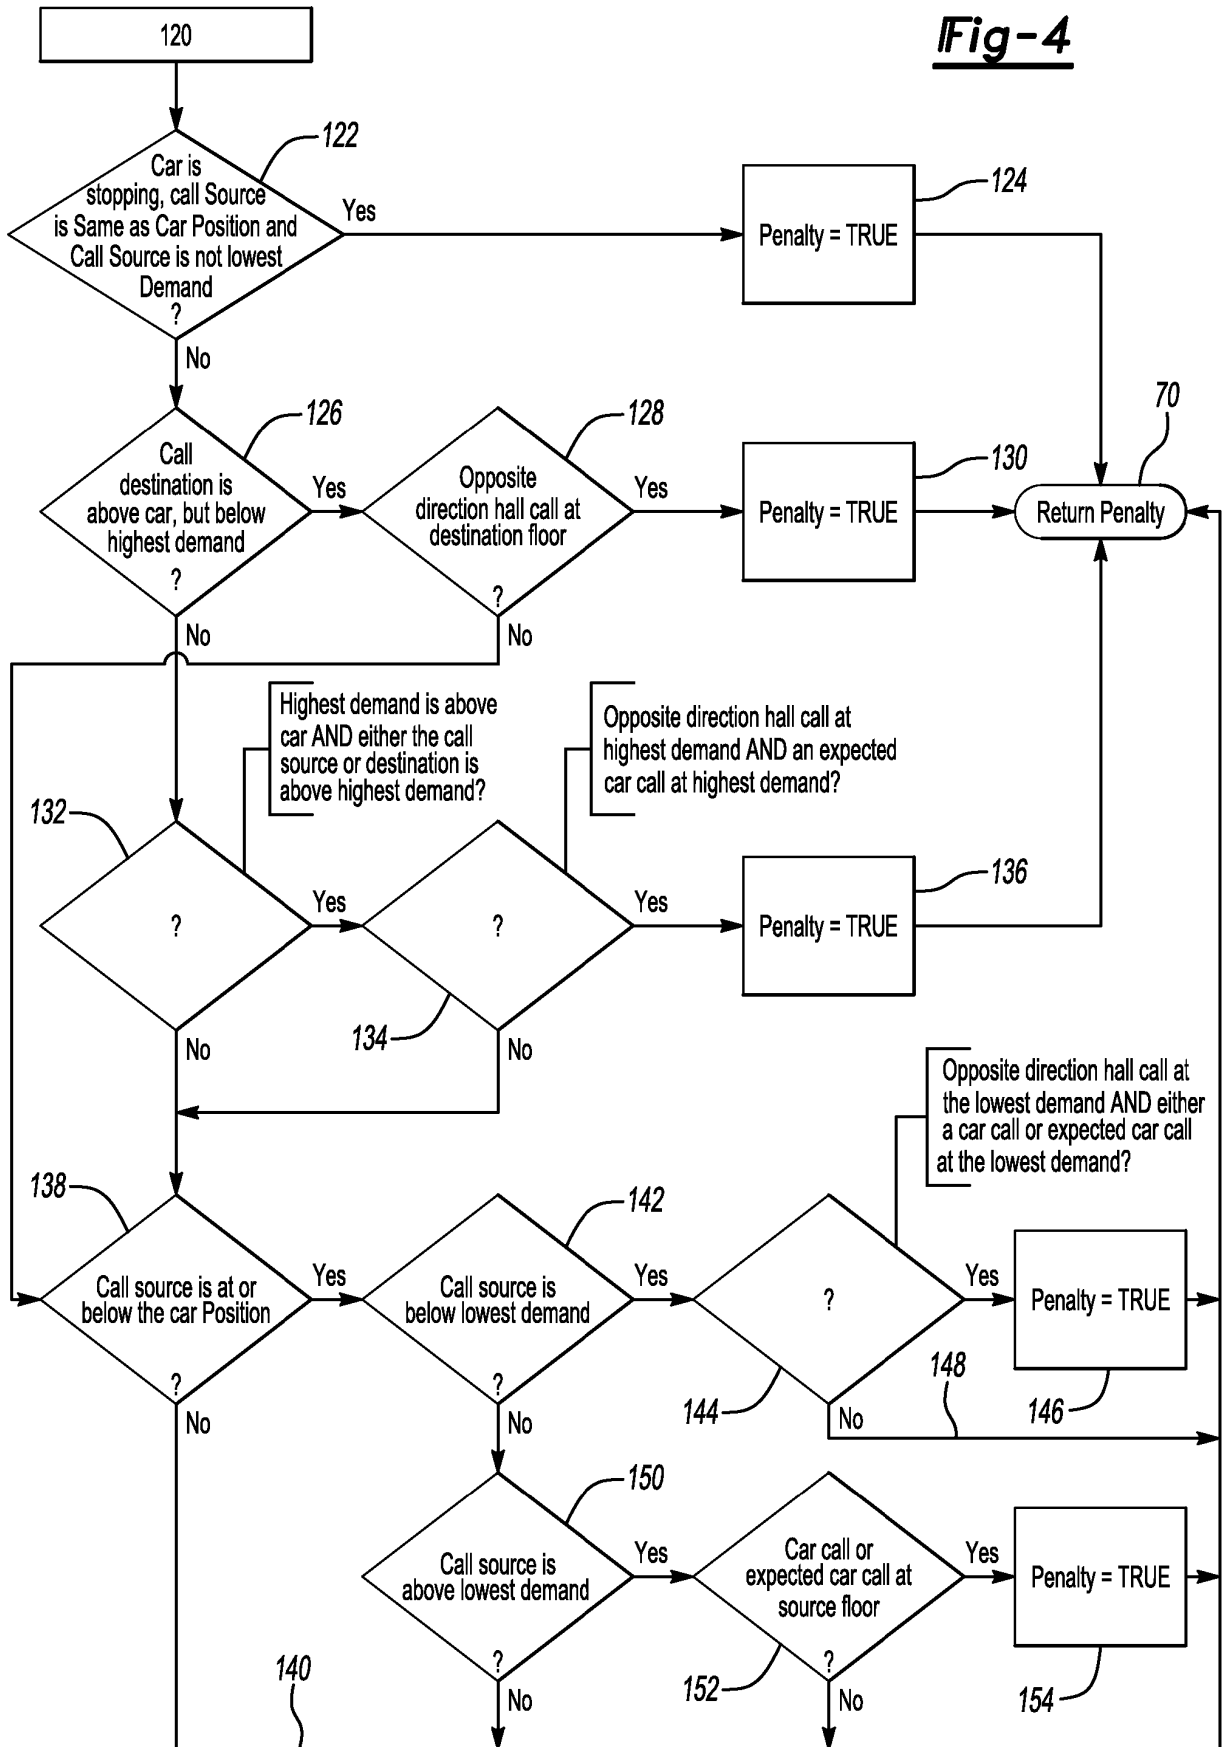 120
Fig-4
122
Car is
stopping, call Source
is Same as Car Position and
Call Source is not lowest
Demand
?
Yes
No
124
Penalty = TRUE
126
Call
destination is
above car, but below
highest demand
?
Yes
No
128
Opposite
direction hall call at
destination floor
?
Yes
No
130
Penalty = TRUE
70
Return Penalty
Highest demand is above
car AND either the call
source or destination is
above highest demand?
Opposite direction hall call at
highest demand AND an expected
car call at highest demand?
132
?
Yes
No
134
?
Yes
No
136
Penalty = TRUE
Opposite direction hall call at
the lowest demand AND either
a car call or expected car call
at the lowest demand?
138
Call source is at or
below the car Position
?
Yes
No
142
Call source is
below lowest demand
?
Yes
No
144
?
Yes
No
148
Penalty = TRUE
146
150
Call source is
above lowest demand
?
Yes
No
Car call or
expected car call at
source floor
?
152
Yes
No
Penalty = TRUE
154
140